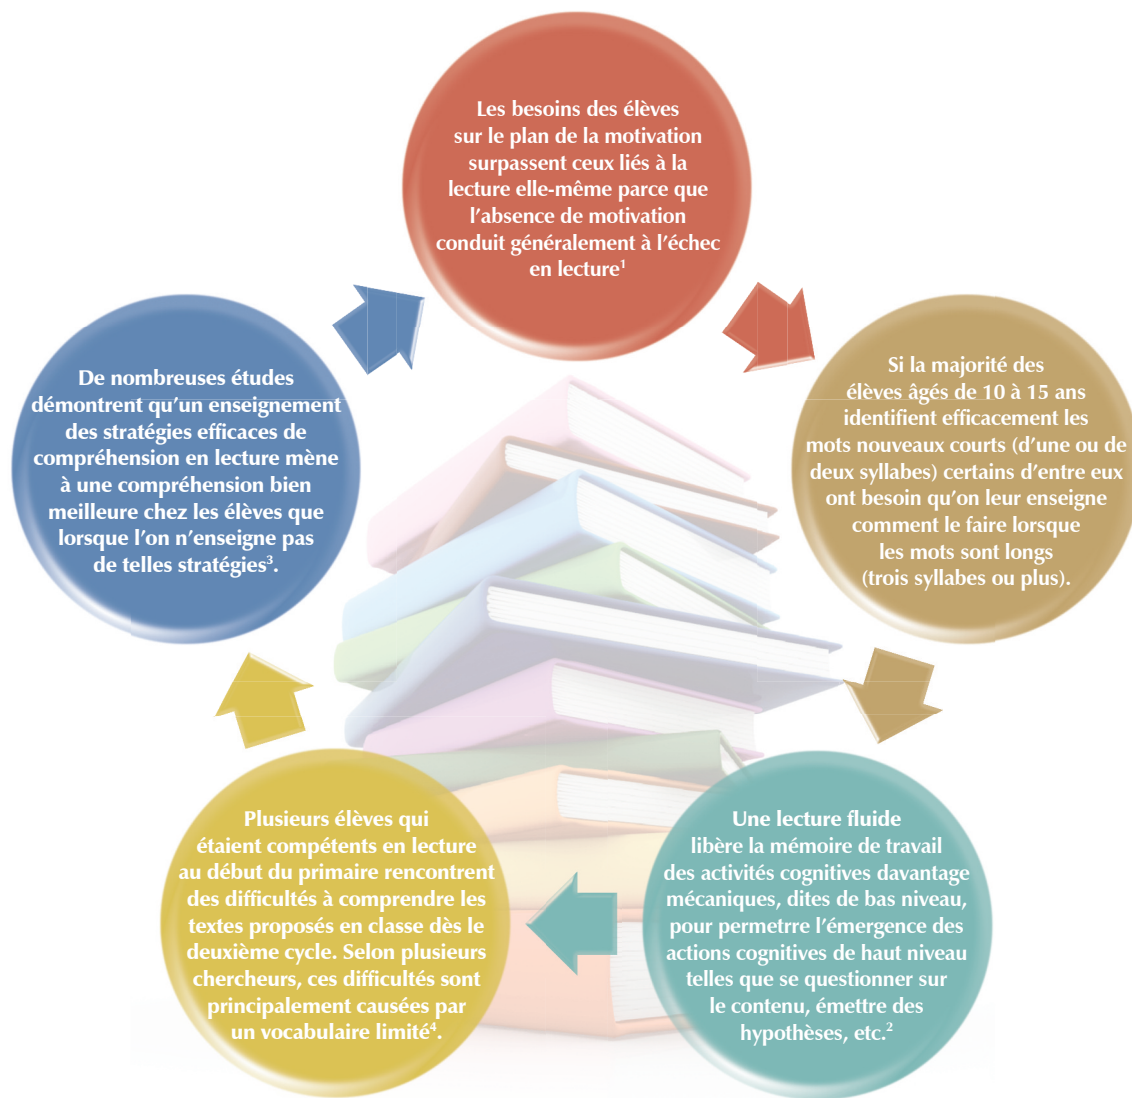 Les besoins des élèves
sur le plan de la motivation
surpassent ceux liés à la
lecture elle-même parce que
l'absence de motivation
conduit généralement à l'échec
en lecture¹
Si la majorité des
élèves âgés de 10 à 15 ans
identifient efficacement les
mots nouveaux courts (d'une ou de
deux syllabes) certains d'entre eux
ont besoin qu'on leur enseigne
comment le faire lorsque
les mots sont longs
(trois syllabes ou plus).
Une lecture fluide
libère la mémoire de travail
des activités cognitives davantage
mécaniques, dites de bas niveau,
pour permetrre l'émergence des
actions cognitives de haut niveau
telles que se questionner sur
le contenu, émettre des
hypothèses, etc.²
Plusieurs élèves qui
étaient compétents en lecture
au début du primaire rencontrent
des difficultés à comprendre les
textes proposés en classe dès le
deuxième cycle. Selon plusieurs
chercheurs, ces difficultés sont
principalement causées par
un vocabulaire limité⁴.
De nombreuses études
démontrent qu'un enseignement
des stratégies efficaces de
compréhension en lecture mène
à une compréhension bien
meilleure chez les élèves que
lorsque l'on n'enseigne pas
de telles stratégies³.